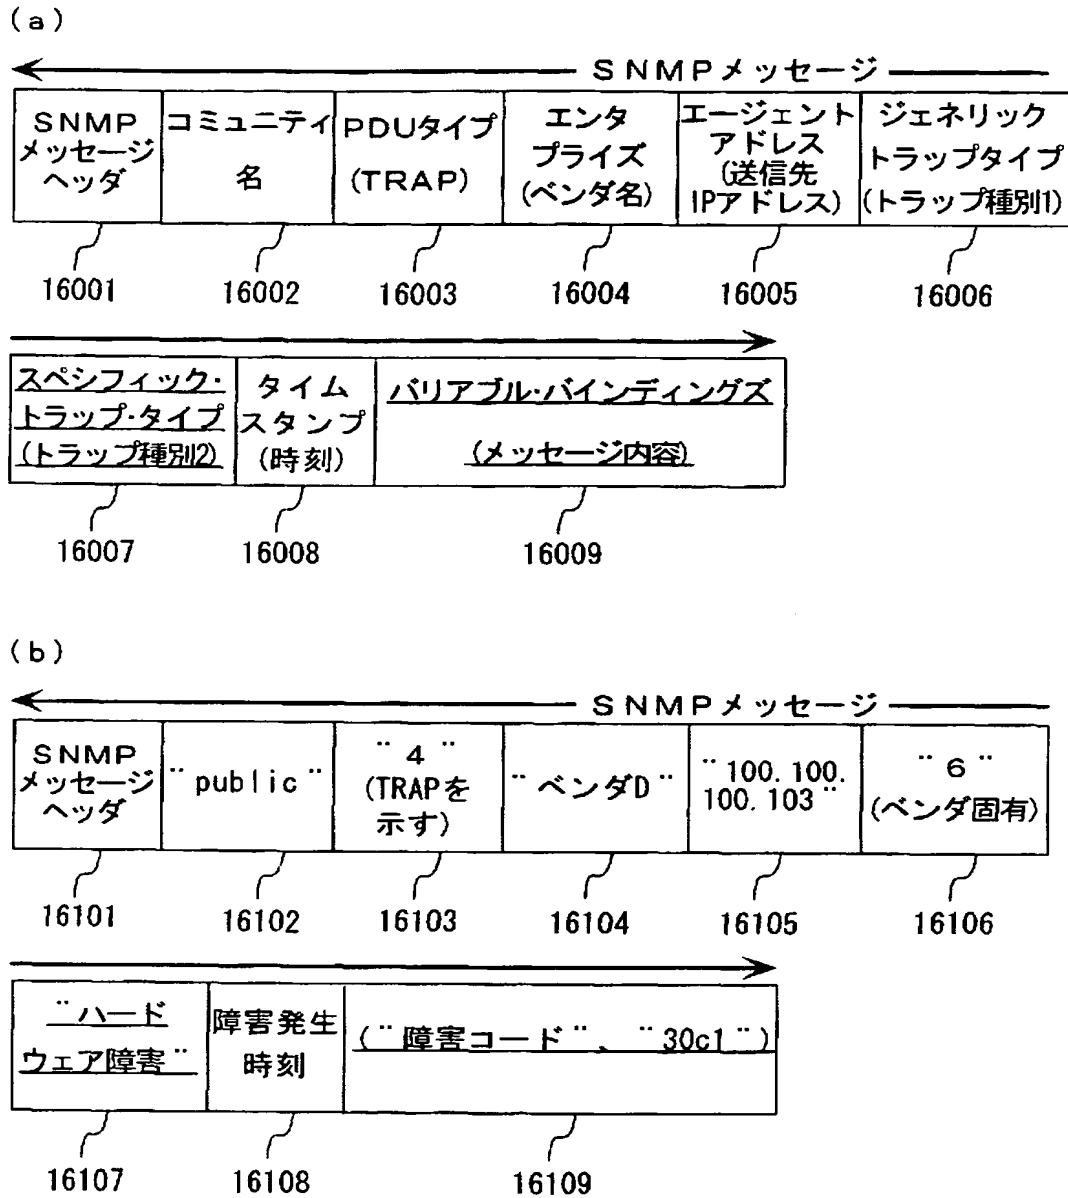 (a)
SNMPメッセージ
SNMP
メッセージ
ヘッダ
コミュニティ
名
PDUタイプ
(TRAP)
エンタ
プライズ
(ベンダ名)
エージェント
アドレス
(送信先
IPアドレス)
ジェネリック
トラップタイプ
(トラップ種別1)
16001
16002
16003
16004
16005
16006
スペシフィック・
トラップ・タイプ
(トラップ種別2)
タイム
スタンプ
(時刻)
バリアブル・バインディングズ
(メッセージ内容)
16007
16008
16009
(b)
SNMPメッセージ
SNMP
メッセージ
ヘッダ
"public"
"4"
(TRAPを
示す)
"ベンダD"
"100.100.
100.103"
"6"
(ベンダ固有)
16101
16102
16103
16104
16105
16106
"ハード
ウェア障害"
障害発生
時刻
("障害コード"、"30c1")
16107
16108
16109